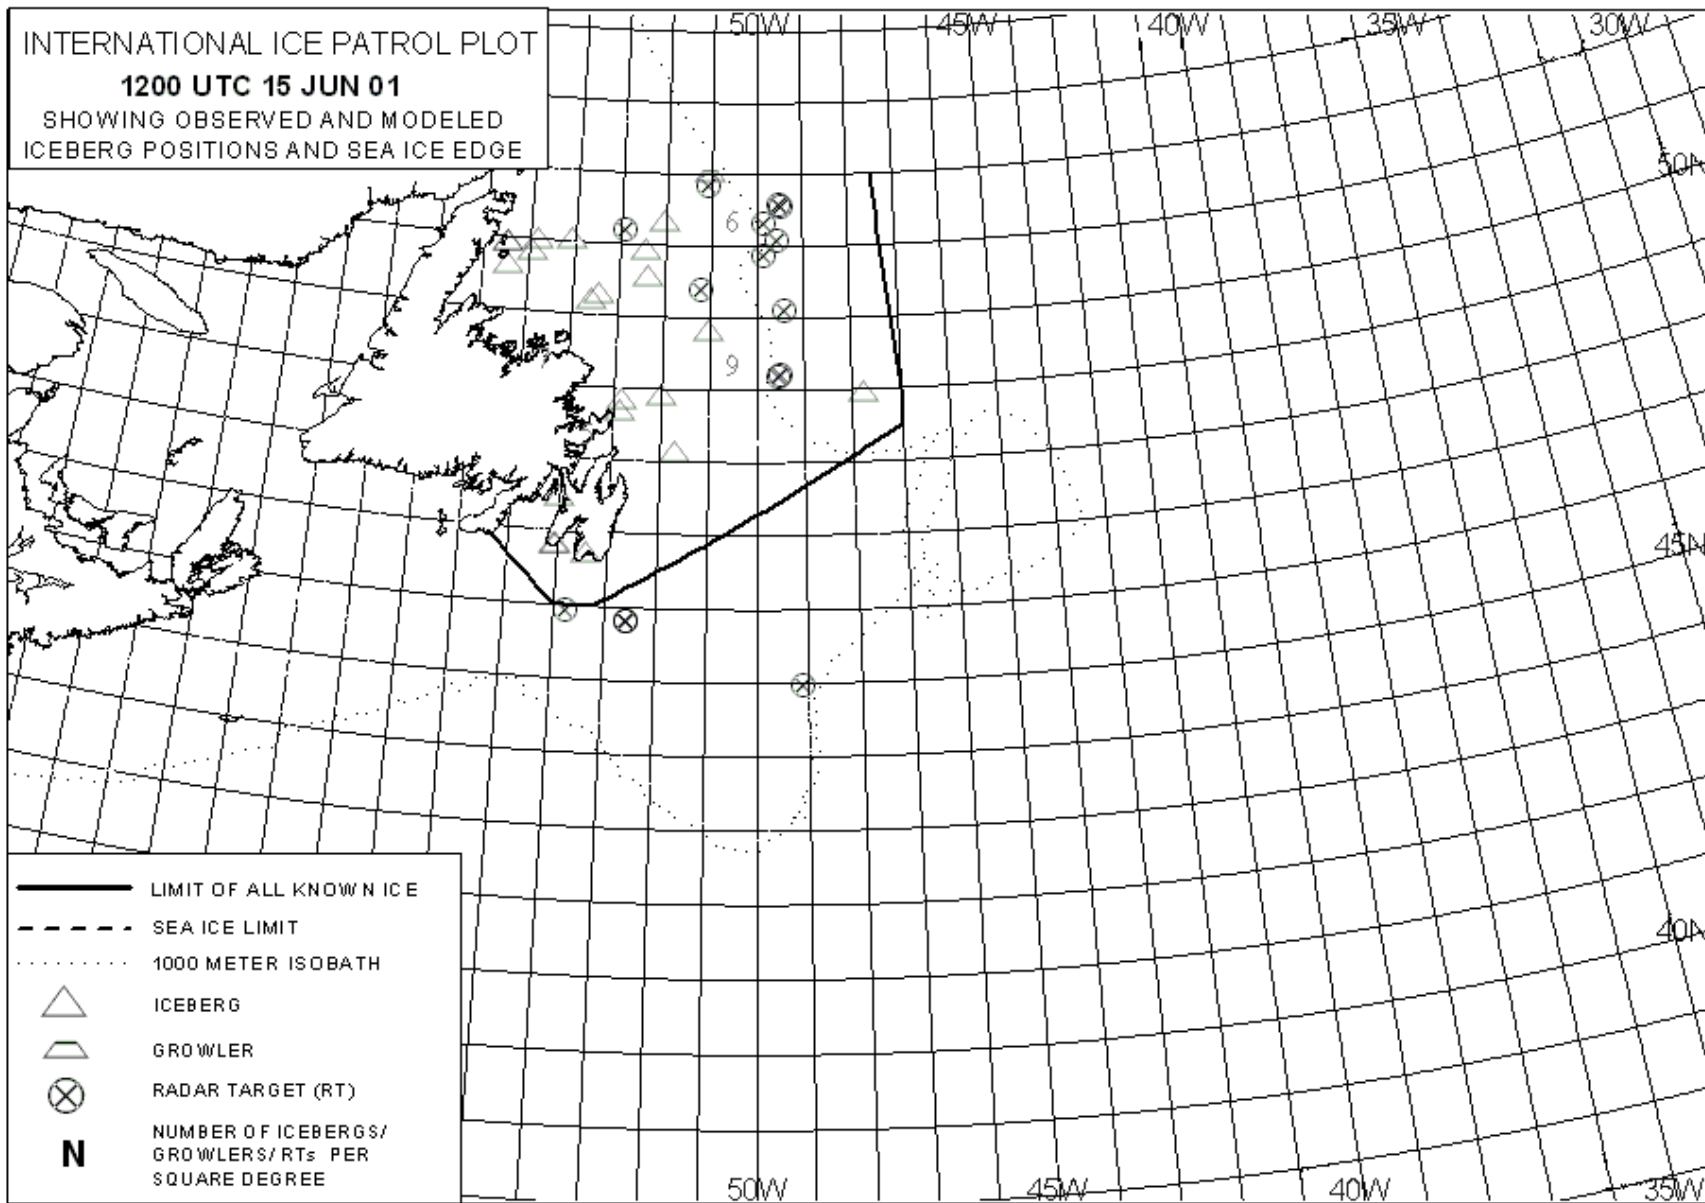 INTERNATIONAL ICE PATROL PLOT
1200 UTC 15 JUN 01
SHOWING OBSERVED AND MODELED
ICEBERG POSITIONS AND SEA ICE EDGE
50W 45W 40W 35W 30W
50N
6
9
45N
40N
LIMIT OF ALL KNOWN ICE
SEA ICE LIMIT
1000 METER ISOBATH
ICEBERG
GROWLER
RADAR TARGET (RT)
N NUMBER OF ICEBERGS/
GROWLERS/RTs PER
SQUARE DEGREE
50W 45W 40W 35W